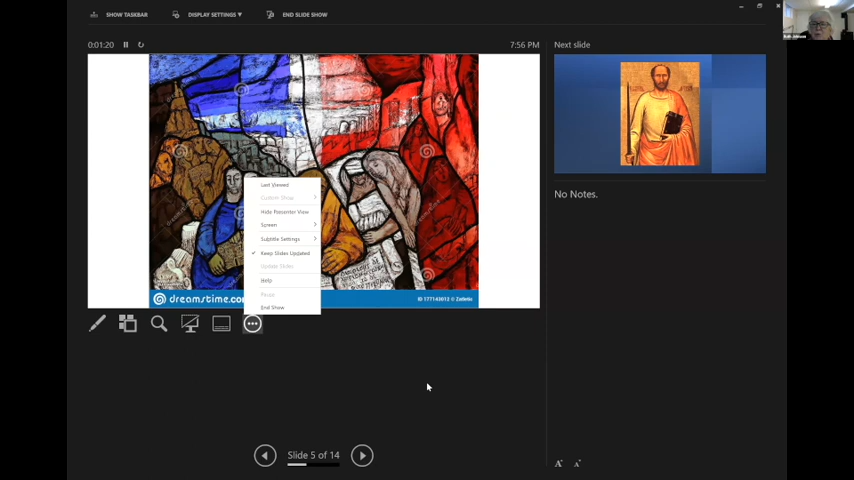 SHOW TASKBAR
DISPLAY SETTINGS ▼
END SLIDE SHOW
0:01:20
7:56 PM
Next slide
No Notes.
Last Viewed
Custom Show
Hide Presenter View
Screen
Subtitle Settings
Keep Slides Updated
Update Slides
Help
Pause
End Show
dreamstime.co
ID 177143012 © Zatletic
Slide 5 of 14